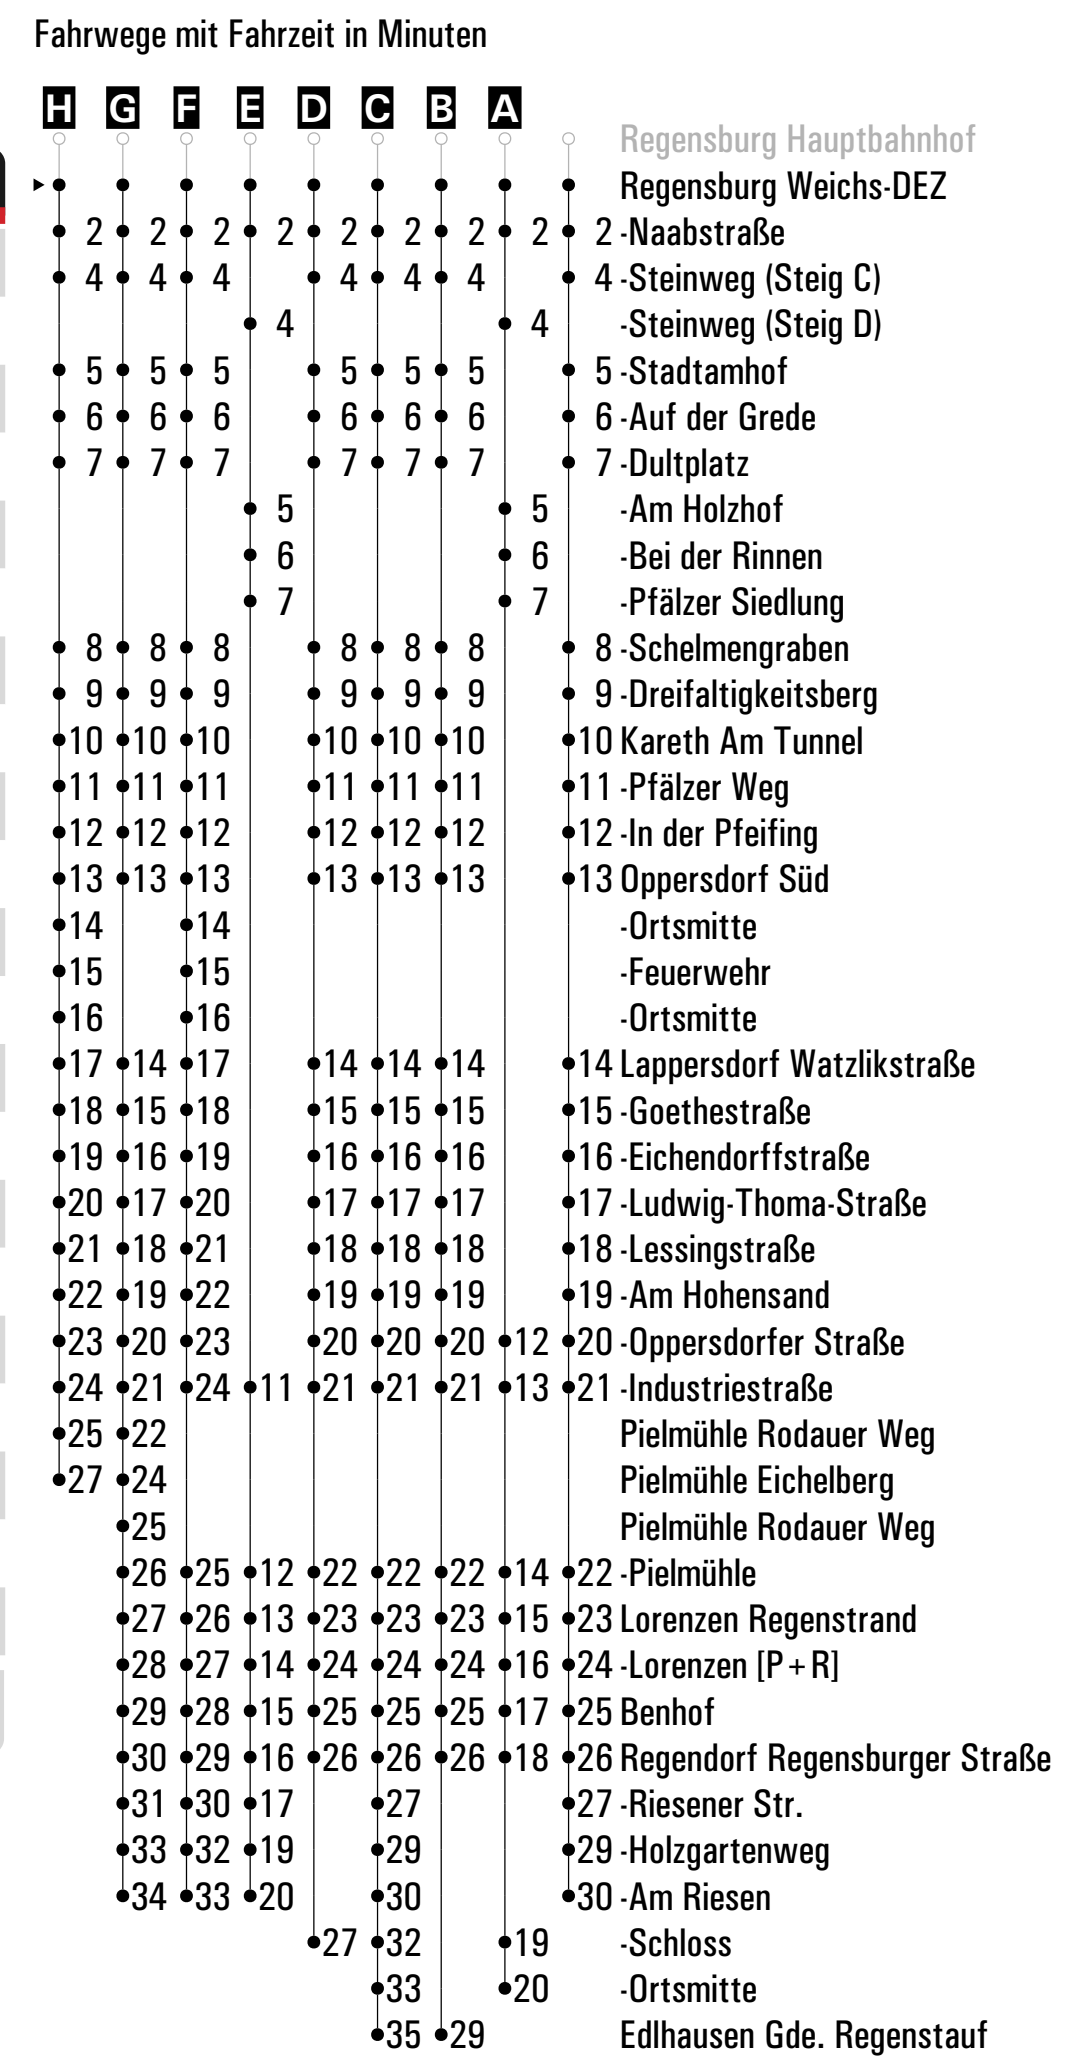 Fahrwege mit Fahrzeit in Minuten
H G F E D C B A
Regensburg Hauptbahnhof
Regensburg Weichs-DEZ
2 2 2 2 2 2 2 2 2 -Naabstraße
4 4 4 4 4 4 4 -Steinweg (Steig C)
4 4 -Steinweg (Steig D)
5 5 5 5 5 5 5 -Stadtamhof
6 6 6 6 6 6 6 -Auf der Grede
7 7 7 7 7 7 7 -Dultplatz
5 5 -Am Holzhof
6 6 -Bei der Rinnen
7 7 -Pfälzer Siedlung
8 8 8 8 8 8 8 -Schelmengraben
9 9 9 9 9 9 9 -Dreifaltigkeitsberg
10 10 10 10 10 10 10 Kareth Am Tunnel
11 11 11 11 11 11 11 -Pfälzer Weg
12 12 12 12 12 12 12 -In der Pfeifing
13 13 13 13 13 13 13 Oppersdorf Süd
14 14 -Ortsmitte
15 15 -Feuerwehr
16 16 -Ortsmitte
17 14 17 14 14 14 14 Lappersdorf Watzlikstraße
18 15 18 15 15 15 15 -Goethestraße
19 16 19 16 16 16 16 -Eichendorffstraße
20 17 20 17 17 17 17 -Ludwig-Thoma-Straße
21 18 21 18 18 18 18 -Lessingstraße
22 19 22 19 19 19 19 -Am Hohensand
23 20 23 20 20 20 12 20 -Oppersdorfer Straße
24 21 24 11 21 21 21 13 21 -Industriestraße
25 22 Pielmühle Rodauer Weg
27 24 Pielmühle Eichelberg
25 Pielmühle Rodauer Weg
26 25 12 22 22 22 14 22 -Pielmühle
27 26 13 23 23 23 15 23 Lorenzen Regenstrand
28 27 14 24 24 24 16 24 -Lorenzen [P+R]
29 28 15 25 25 25 17 25 Benhof
30 29 16 26 26 26 18 26 Regendorf Regensburger Straße
31 30 17 27 27 -Riesener Str.
33 32 19 29 29 -Holzgartenweg
34 33 20 30 30 -Am Riesen
27 32 19 -Schloss
33 20 -Ortsmitte
35 29 Edlhausen Gde. Regenstauf